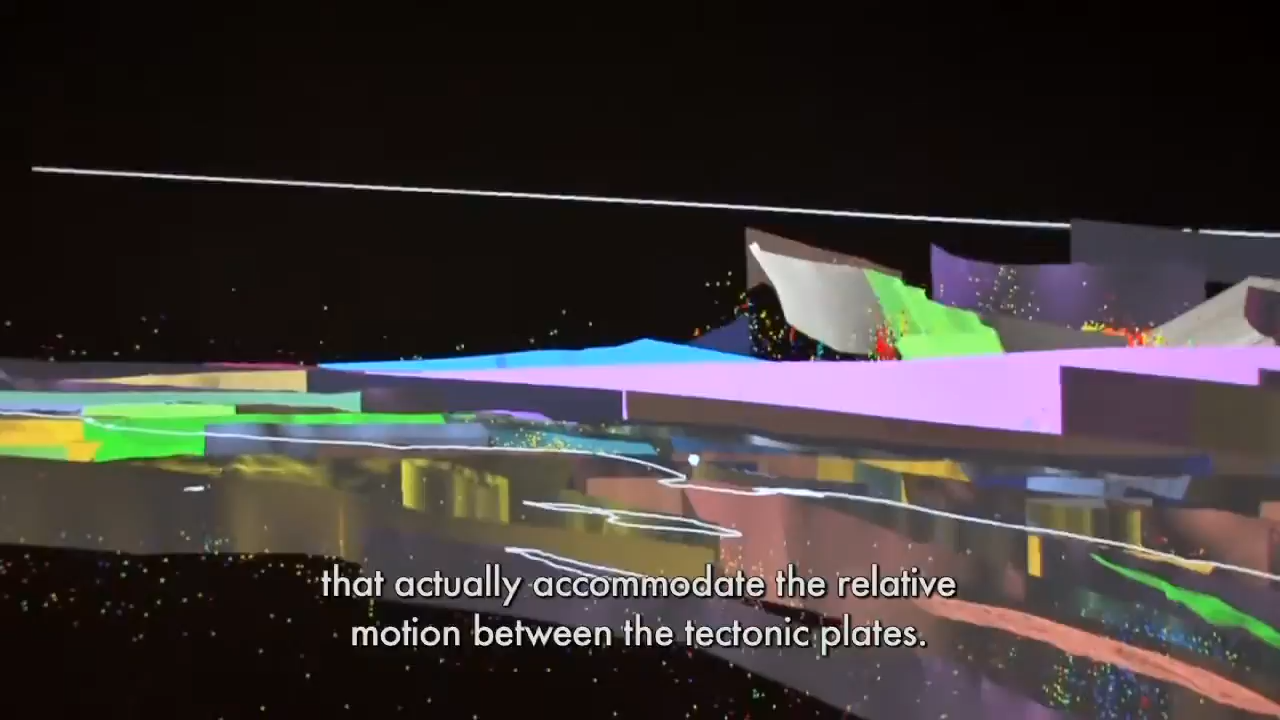 that actually accommodate the relative
motion between the tectonic plates.